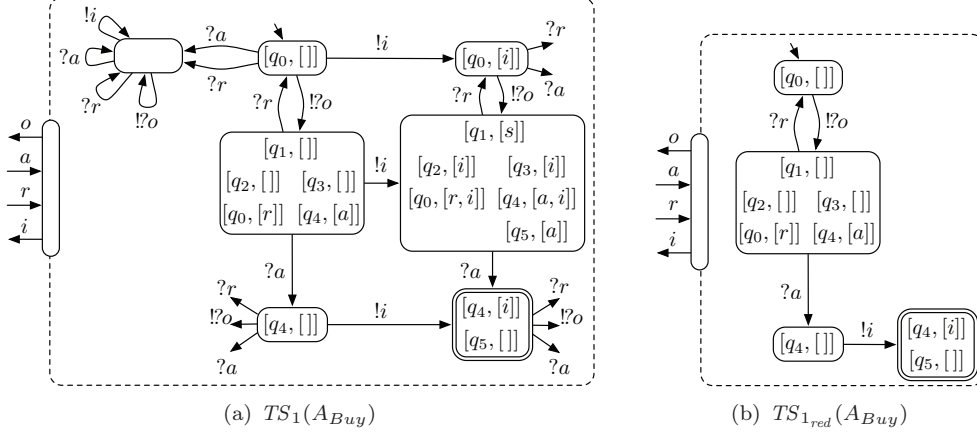 !i
?a
?r
!?o
?a
?r
[q0, [ ]]
!i
[q0, [i]]
?r
?a
?r
!?o
?r
!?o
[q1, [ ]]
[q2, [ ]] [q3, [ ]]
[q0, [r]] [q4, [a]]
!i
[q1, [s]]
[q2, [i]] [q3, [i]]
[q0, [r, i]] [q4, [a, i]]
[q5, [a]]
o
a
r
i
?a
?a
?r
!?o
?a
[q4, [ ]]
!i
[q4, [i]]
[q5, [ ]]
?r
!?o
?a
(a) TS1(ABuy)
[q0, [ ]]
?r
!?o
[q1, [ ]]
[q2, [ ]] [q3, [ ]]
[q0, [r]] [q4, [a]]
o
a
r
i
?a
[q4, [ ]]
!i
[q4, [i]]
[q5, [ ]]
(b) TS1red(ABuy)